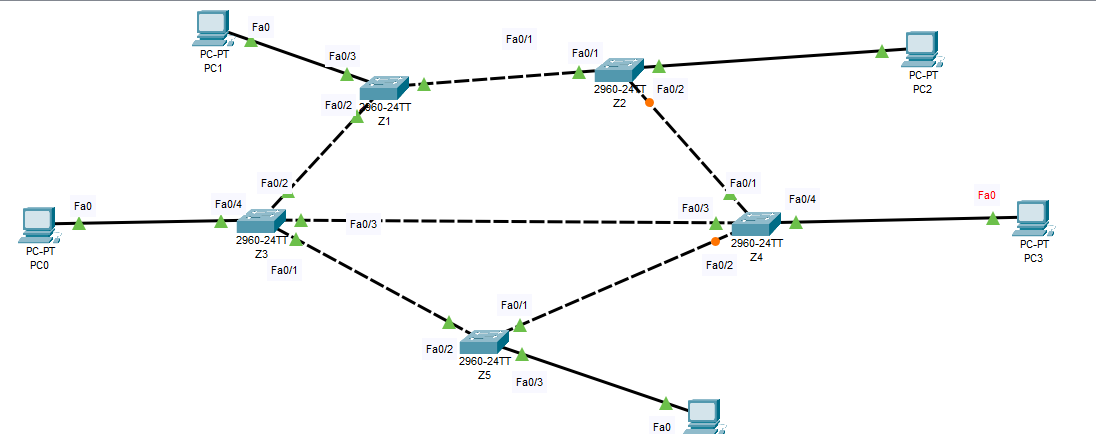 Fa0
PC-PT
PC1
Fa0/3
Fa0/2
2960-24TT
Z1
Fa0/1
Fa0/1
2960-24TT
Z2
Fa0/2
PC-PT
PC2
Fa0
PC-PT
PC0
Fa0/4
Fa0/2
2960-24TT
Z3
Fa0/3
Fa0/1
Fa0/3
Fa0/1
Fa0/4
2960-24TT
Z4
Fa0/2
Fa0
PC-PT
PC3
Fa0/1
Fa0/2
2960-24TT
Z5
Fa0/3
Fa0